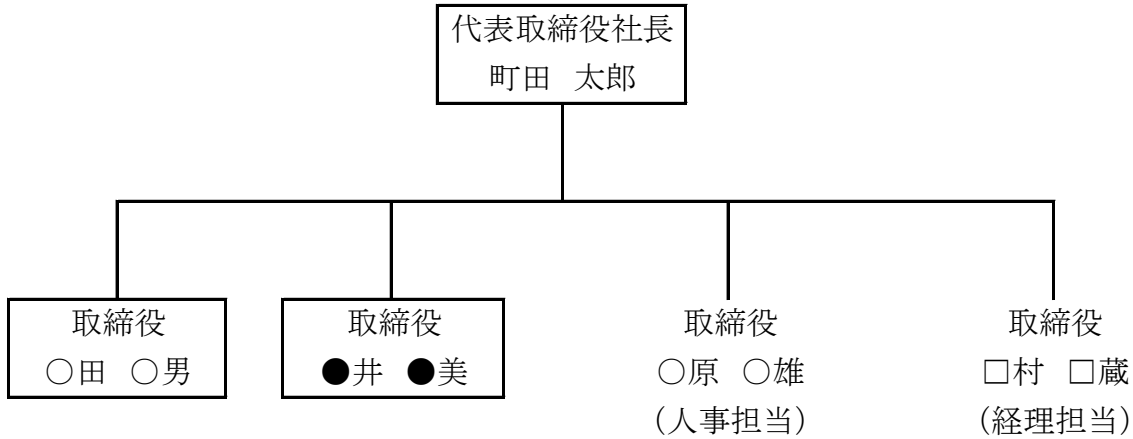 代表取締役社長
町田 太郎
取締役
○田 ○男
取締役
●井 ●美
取締役
○原 ○雄
(人事担当)
取締役
□村 □蔵
(経理担当)